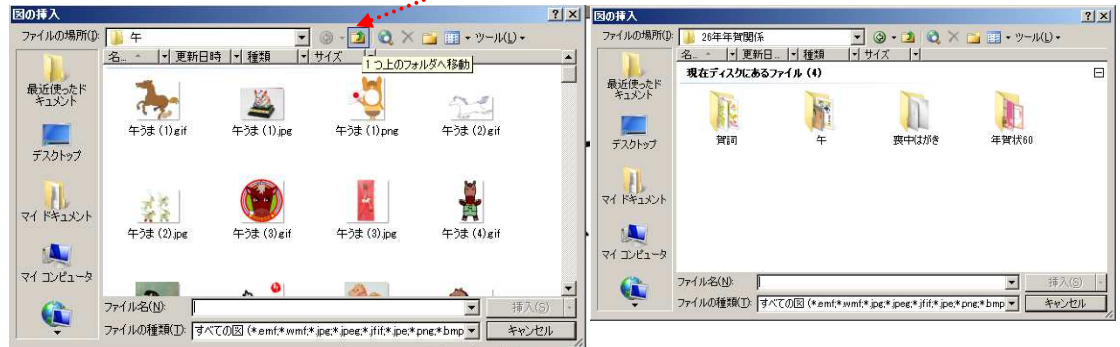 図の挿入
ファイルの場所(I):
午
ツール(L)
名...
更新日時
種類
サイズ
1 つ上のフォルダへ移動
最近使ったド
キュメント
デスクトップ
マイ ドキュメント
マイ コンピュータ
午うま (1).gif
午うま (1).jpg
午うま (1).png
午うま (2).gif
午うま (2).jpg
午うま (3).gif
午うま (3).jpg
午うま (4).gif
ファイル名(N):
挿入(S)
ファイルの種類(T):
すべての図 (*.emf;*.wmf;*.jpg;*.jpeg;*.jfif;*.jpe;*.png;*.bmp
キャンセル
図の挿入
ファイルの場所(I):
26年年賀関係
ツール(L)
名...
更新日...
種類
サイズ
現在ディスクにあるファイル (4)
最近使ったド
キュメント
デスクトップ
マイ ドキュメント
マイ コンピュータ
賀詞
午
喪中はがき
年賀状60
ファイル名(N):
挿入(S)
ファイルの種類(T):
すべての図 (*.emf;*.wmf;*.jpg;*.jpeg;*.jfif;*.jpe;*.png;*.bmp
キャンセル